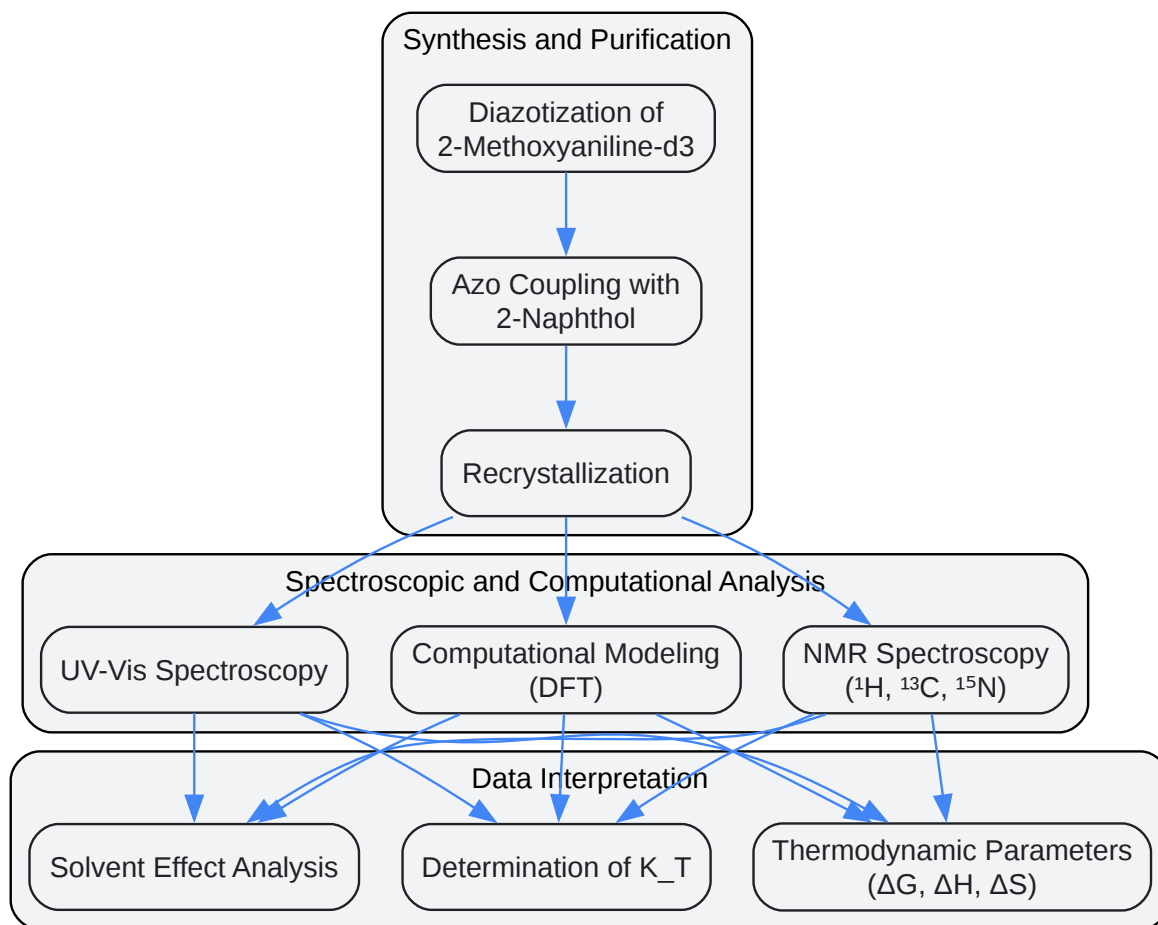 Synthesis and Purification
Diazotization of
2-Methoxyaniline-d3
Azo Coupling with
2-Naphthol
Recrystallization
Spectroscopic and Computational Analysis
UV-Vis Spectroscopy
Computational Modeling
(DFT)
NMR Spectroscopy
(¹H, ¹³C, ¹⁵N)
Data Interpretation
Solvent Effect Analysis
Determination of K_T
Thermodynamic Parameters
(ΔG, ΔH, ΔS)